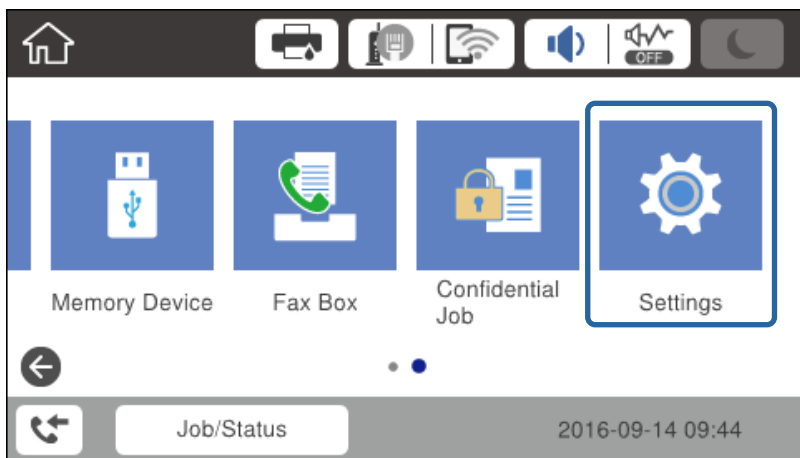 OFF
Memory Device
Fax Box
Confidential
Job
Settings
Job/Status
2016-09-14 09:44